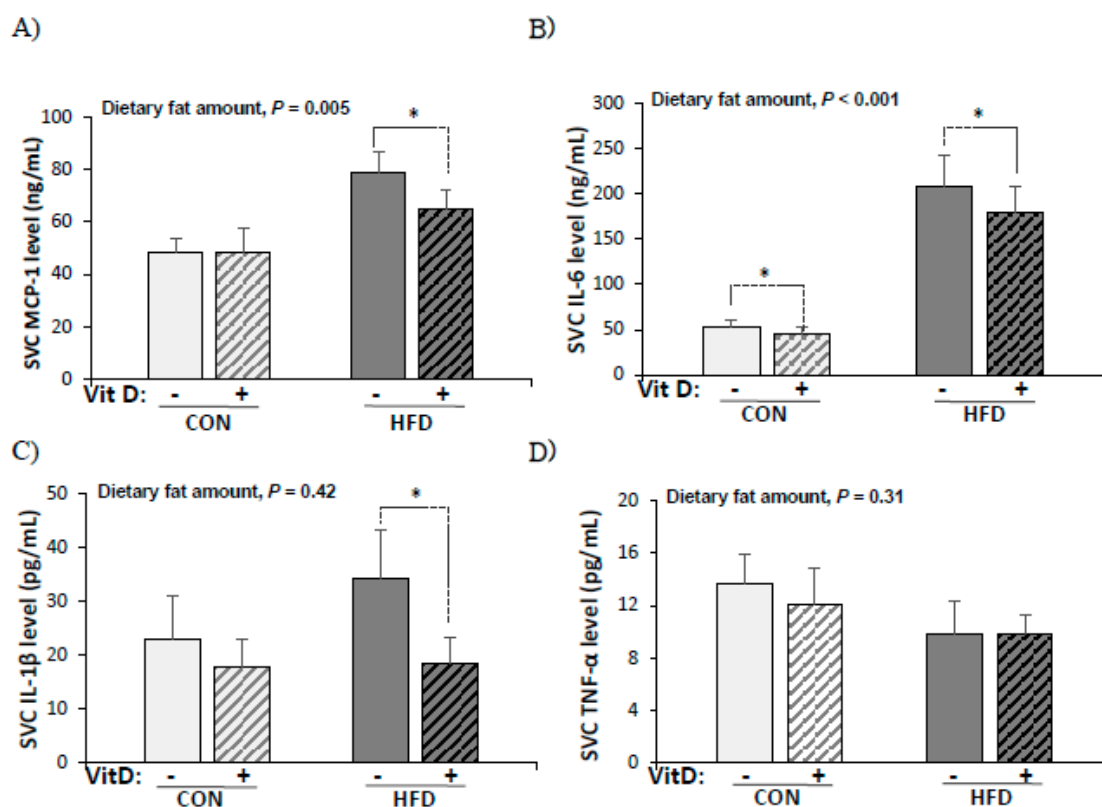 A)
Dietary fat amount, P = 0.005
SVC MCP-1 level (ng/mL)
100
80
60
40
20
0
*
Vit D: - + - +
CON HFD
B)
Dietary fat amount, P < 0.001
SVC IL-6 level (ng/mL)
300
250
200
150
100
50
0
* *
Vit D: - + - +
CON HFD
C)
Dietary fat amount, P = 0.42
SVC IL-1β level (pg/mL)
50
40
30
20
10
0
*
VitD: - + - +
CON HFD
D)
Dietary fat amount, P = 0.31
SVC TNF-α level (pg/mL)
20
16
12
8
4
0
VitD: - + - +
CON HFD